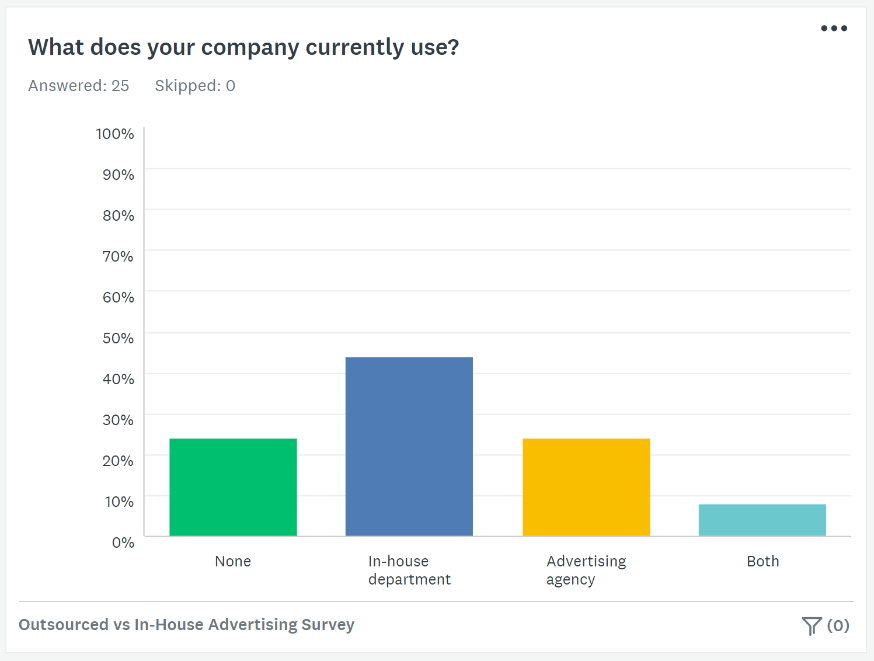 What does your company currently use?
Answered: 25 Skipped: 0
100%
90%
80%
70%
60%
50%
40%
30%
20%
10%
0%
None
In-house
department
Advertising
agency
Both
Outsourced vs In-House Advertising Survey
(0)